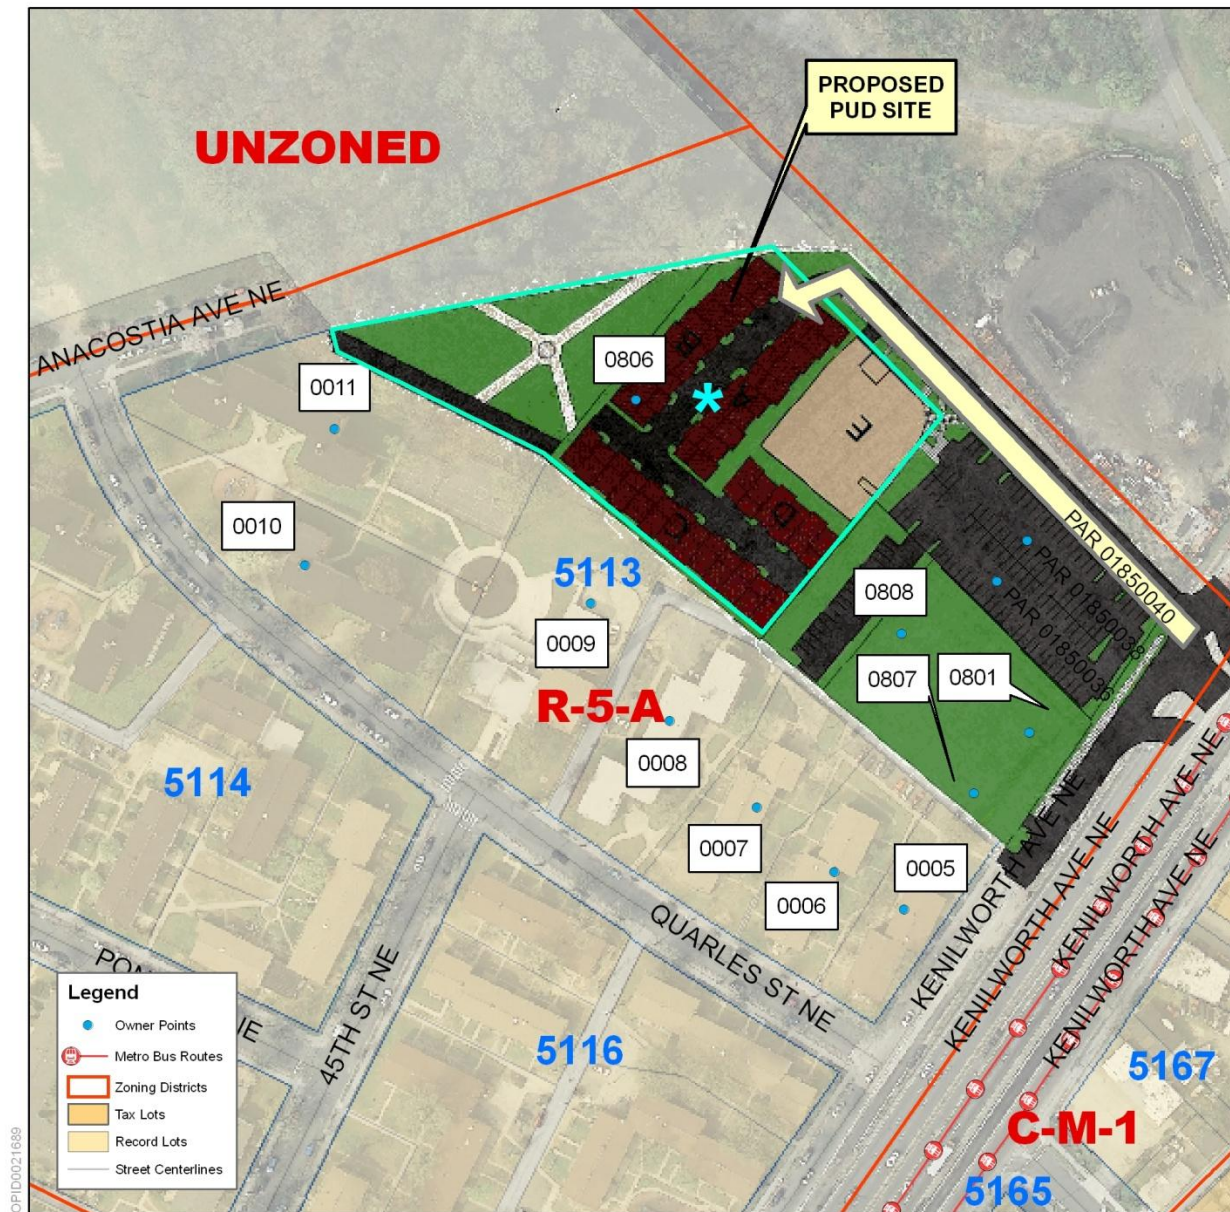 PROPOSED
PUD SITE
UNZONED
ANACOSTIA AVE NE
0011
0806
B
A
E
0010
C
D
5113
PAR 01850040
PAR 01850038
PAR 01850036
0808
0009
0807
0801
R-5-A
0008
5114
0007
0005
0006
QUARLES ST NE
KENILWORTH AVE NE
KENILWORTH AVE NE
KENILWORTH AVE NE
KENILWORTH AVE NE
45TH ST NE
5116
5167
C-M-1
5165
Legend
Owner Points
Metro Bus Routes
Zoning Districts
Tax Lots
Record Lots
Street Centerlines
OPID0021689